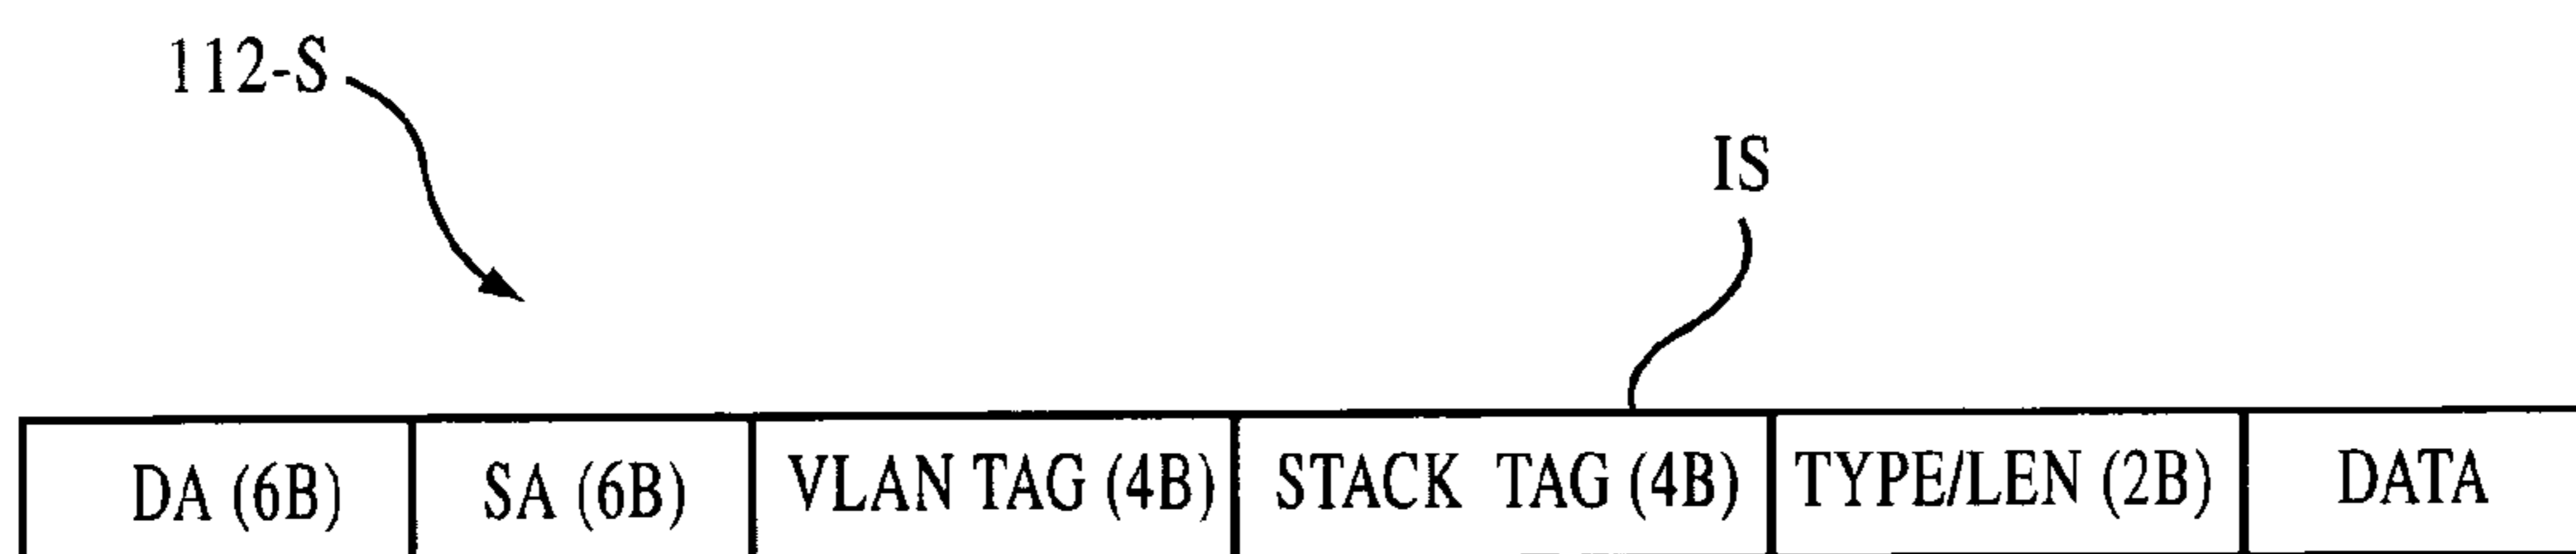 112-S
IS
DA (6B) SA (6B) VLAN TAG (4B) STACK TAG (4B) TYPE/LEN (2B) DATA